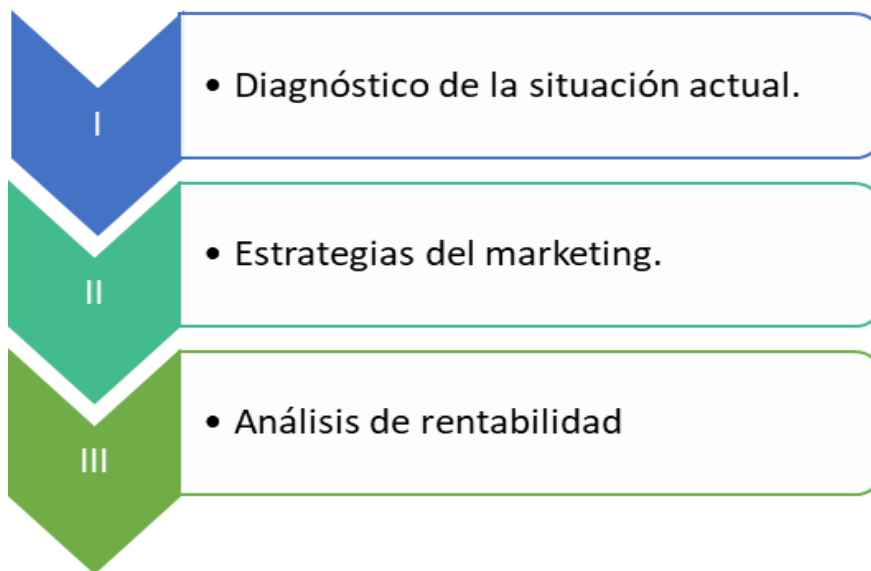 I
• Diagnóstico de la situación actual.
II
• Estrategias del marketing.
III
• Análisis de rentabilidad